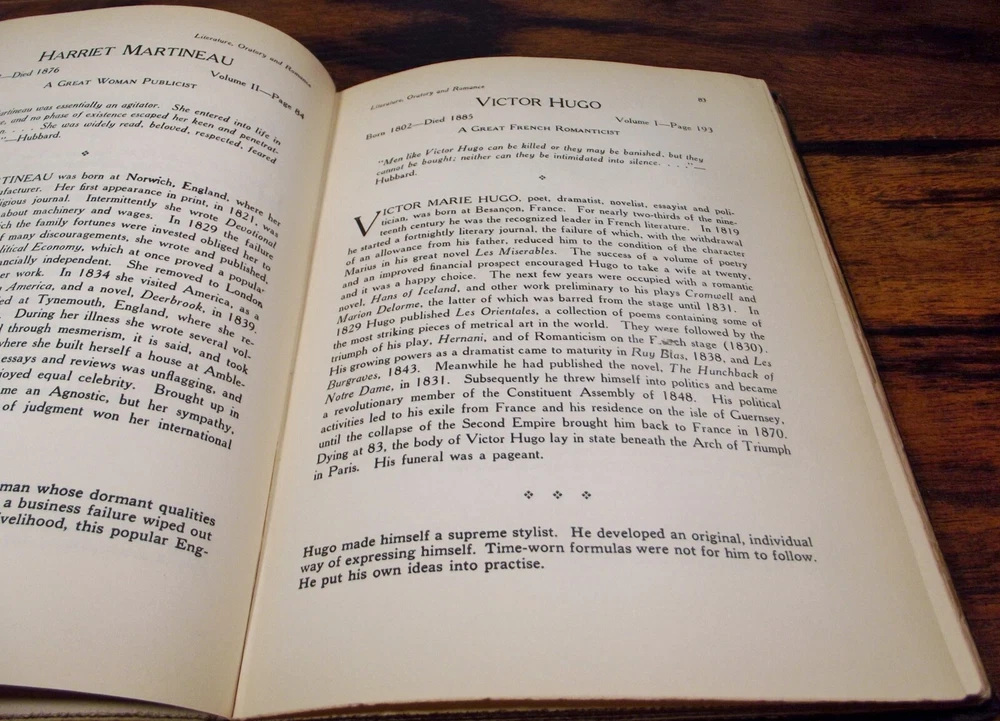 Literature, Oratory and Romance
HARRIET MARTINEAU
—Died 1876
Volume II—Page 84
A GREAT WOMAN PUBLICIST
artineau was essentially an agitator. She entered into life in
and no phase of existence escaped her keen and penetrat-
. . . She was widely read, beloved, respected, feared
"—Hubbard.
TINEAU was born at Norwich, England, where her
ufacturer. Her first appearance in print, in 1821, was
igious journal. Intermittently she wrote Devotional
about machinery and wages. In 1829 the failure
ich the family fortunes were invested obliged her to
f many discouragements, she wrote and published,
litical Economy, which at once proved a popula-
ancially independent. She removed to London
er work. In 1834 she visited America, as a
America, and a novel, Deerbrook, in 1839.
ed at Tynemouth, England, where she re-
. During her illness she wrote several vol-
through mesmerism, it is said, and took
where she built herself a house at Amble-
essays and reviews was unflagging, and
joyed equal celebrity. Brought up in
me an Agnostic, but her sympathy,
of judgment won her international
man whose dormant qualities
a business failure wiped out
velihood, this popular Eng-
Literature, Oratory and Romance
83
VICTOR HUGO
Born 1802—Died 1885
Volume I—Page 193
A GREAT FRENCH ROMANTICIST
"Men like Victor Hugo can be killed or they may be banished, but they
cannot be bought; neither can they be intimidated into silence. . . ."—
Hubbard.
VICTOR MARIE HUGO, poet, dramatist, novelist, essayist and poli-
tician, was born at Besançon, France. For nearly two-thirds of the nine-
teenth century he was the recognized leader in French literature. In 1819
he started a fortnightly literary journal, the failure of which, with the withdrawal
of an allowance from his father, reduced him to the condition of the character
Marius in his great novel Les Miserables. The success of a volume of poetry
and an improved financial prospect encouraged Hugo to take a wife at twenty,
and it was a happy choice. The next few years were occupied with a romantic
novel, Hans of Iceland, and other work preliminary to his plays Cromwell and
Marion Delorme, the latter of which was barred from the stage until 1831. In
1829 Hugo published Les Orientales, a collection of poems containing some of
the most striking pieces of metrical art in the world. They were followed by the
triumph of his play, Hernani, and of Romanticism on the stage (1830).
His growing powers as a dramatist came to maturity in Ruy Blas, 1838, and Les
Burgraves, 1843. Meanwhile he had published the novel, The Hunchback of
Notre Dame, in 1831. Subsequently he threw himself into politics and became
a revolutionary member of the Constituent Assembly of 1848. His political
activities led to his exile from France and his residence on the isle of Guernsey,
until the collapse of the Second Empire brought him back to France in 1870.
Dying at 83, the body of Victor Hugo lay in state beneath the Arch of Triumph
in Paris. His funeral was a pageant.
Hugo made himself a supreme stylist. He developed an original, individual
way of expressing himself. Time-worn formulas were not for him to follow.
He put his own ideas into practise.